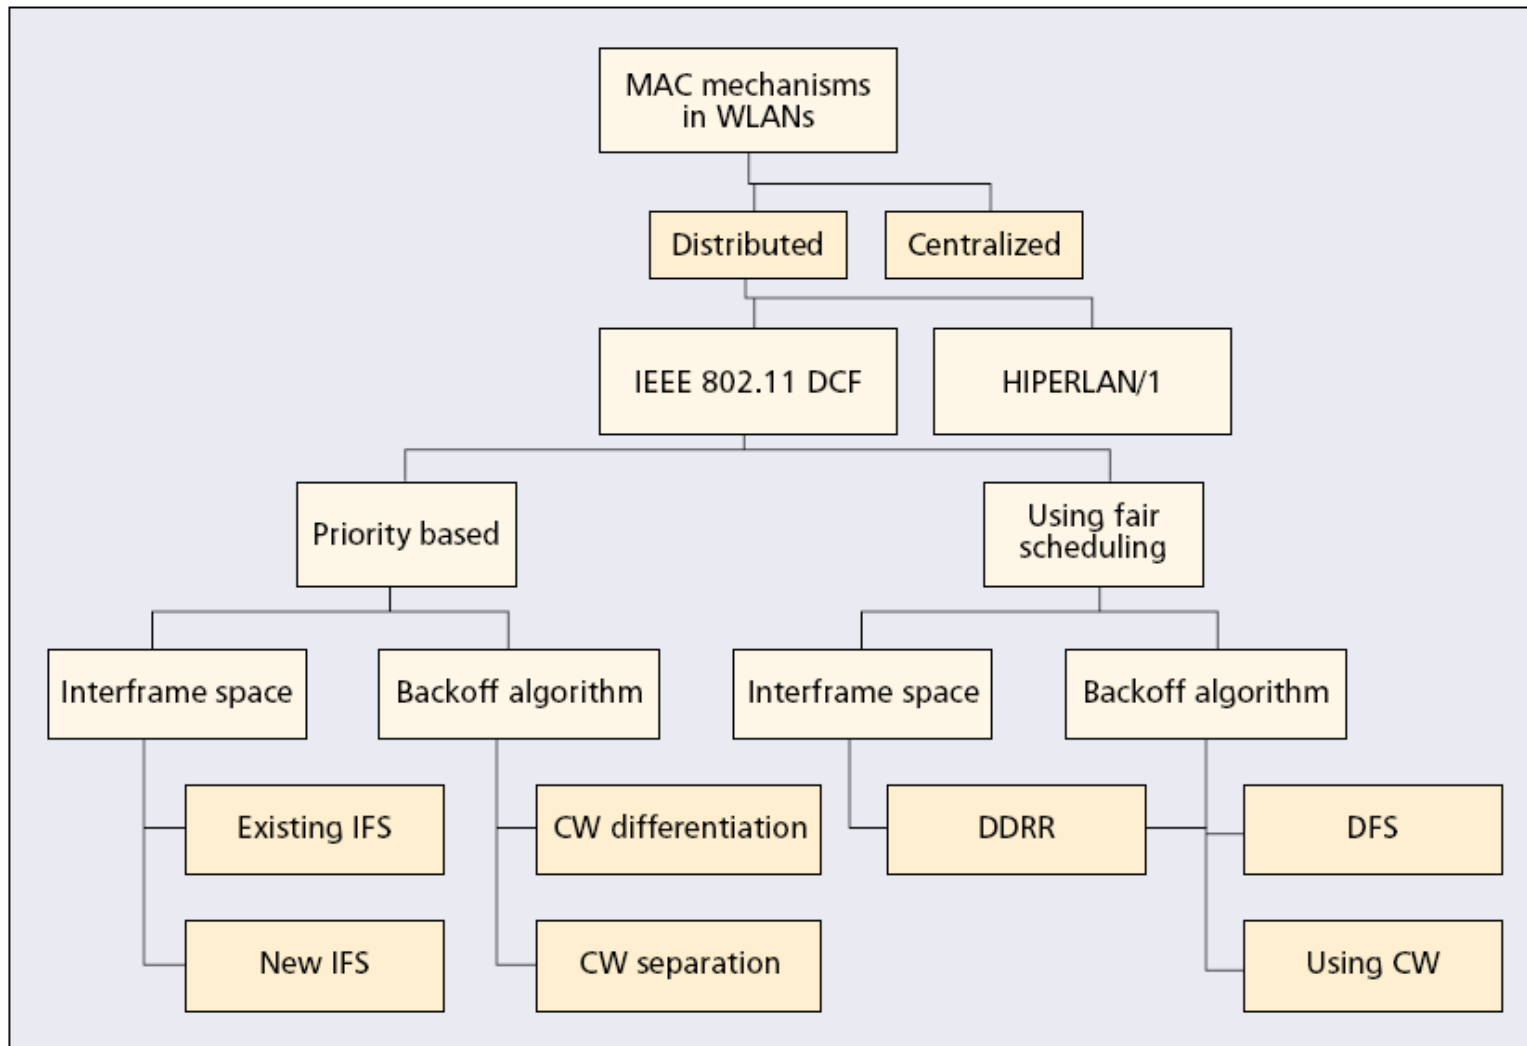 MAC mechanisms
in WLANs
Distributed
Centralized
IEEE 802.11 DCF
HIPERLAN/1
Priority based
Using fair
scheduling
Interframe space
Backoff algorithm
Interframe space
Backoff algorithm
Existing IFS
CW differentiation
DDRR
DFS
New IFS
CW separation
Using CW